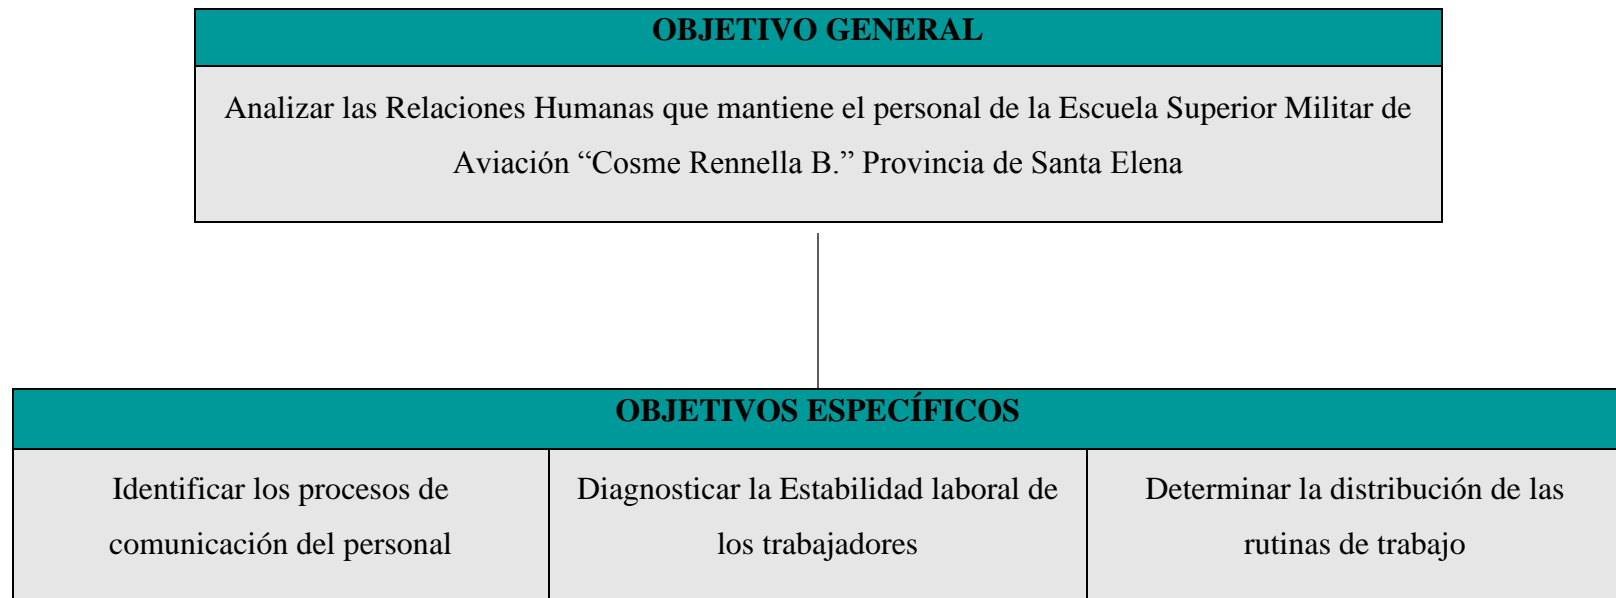 OBJETIVO GENERAL
Analizar las Relaciones Humanas que mantiene el personal de la Escuela Superior Militar de
Aviación “Cosme Rennella B.” Provincia de Santa Elena
OBJETIVOS ESPECÍFICOS
Identificar los procesos de
comunicación del personal
Diagnosticar la Estabilidad laboral de
los trabajadores
Determinar la distribución de las
rutinas de trabajo